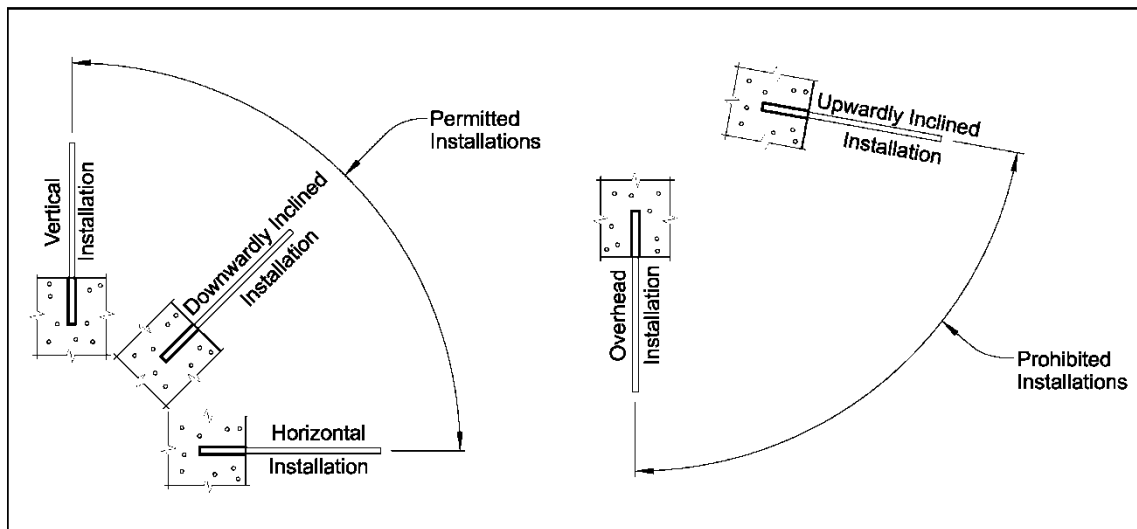 Permitted
Installations
Vertical
Installation
Downwardly Inclined
Installation
Horizontal
Installation
Upwardly Inclined
Installation
Overhead
Installation
Prohibited
Installations